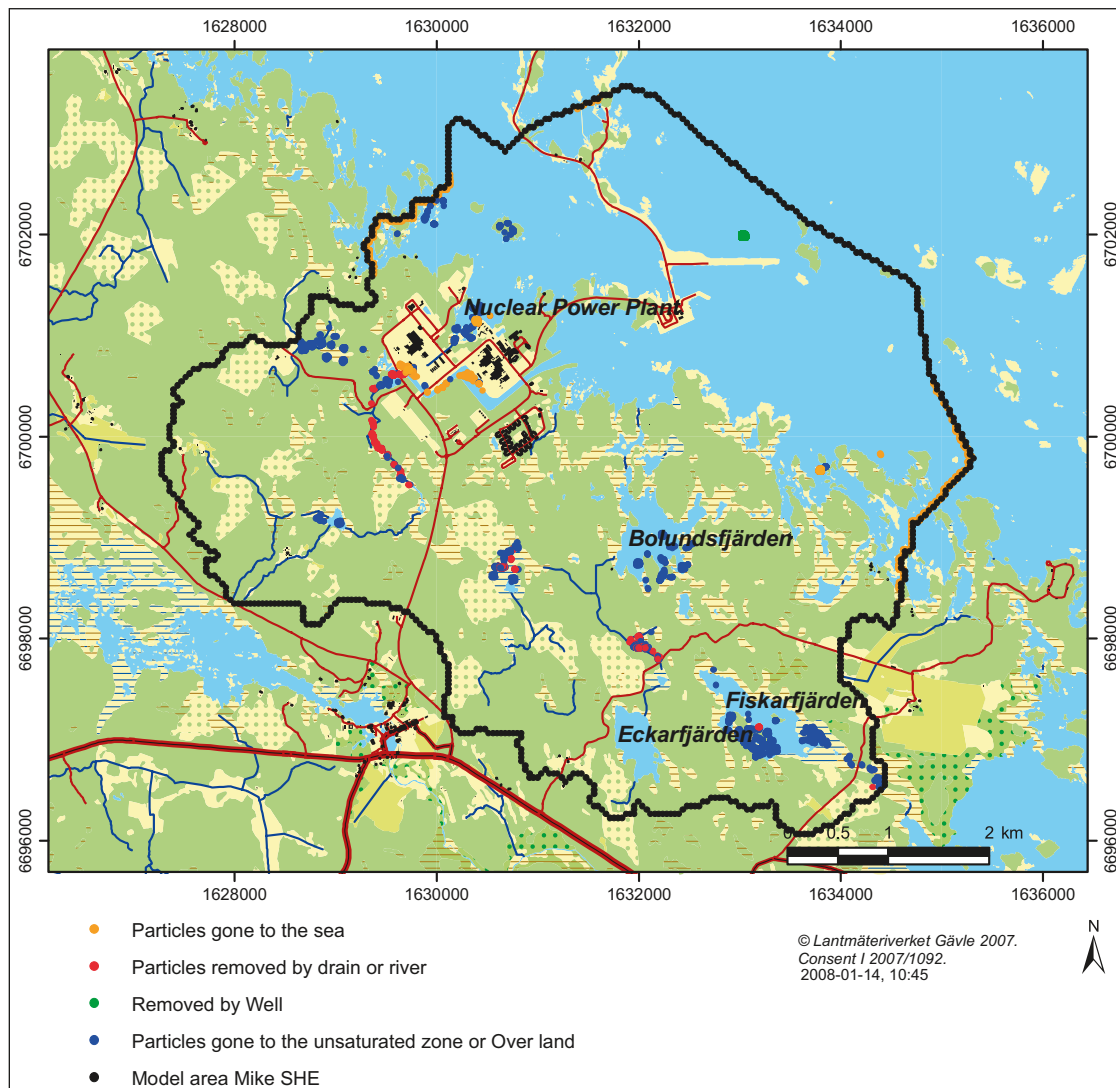 1628000 1630000 1632000 1634000 1636000
6702000 6702000
Nuclear Power Plant
6700000 6700000
Bolundsfjärden
6698000 6698000
Fiskarfjärden
Eckarfjärden
6696000 6696000
0 0.5 1 2 km
1628000 1630000 1632000 1634000 1636000
Particles gone to the sea
Particles removed by drain or river
Removed by Well
Particles gone to the unsaturated zone or Over land
Model area Mike SHE
© Lantmäteriverket Gävle 2007.
Consent I 2007/1092.
2008-01-14, 10:45
N